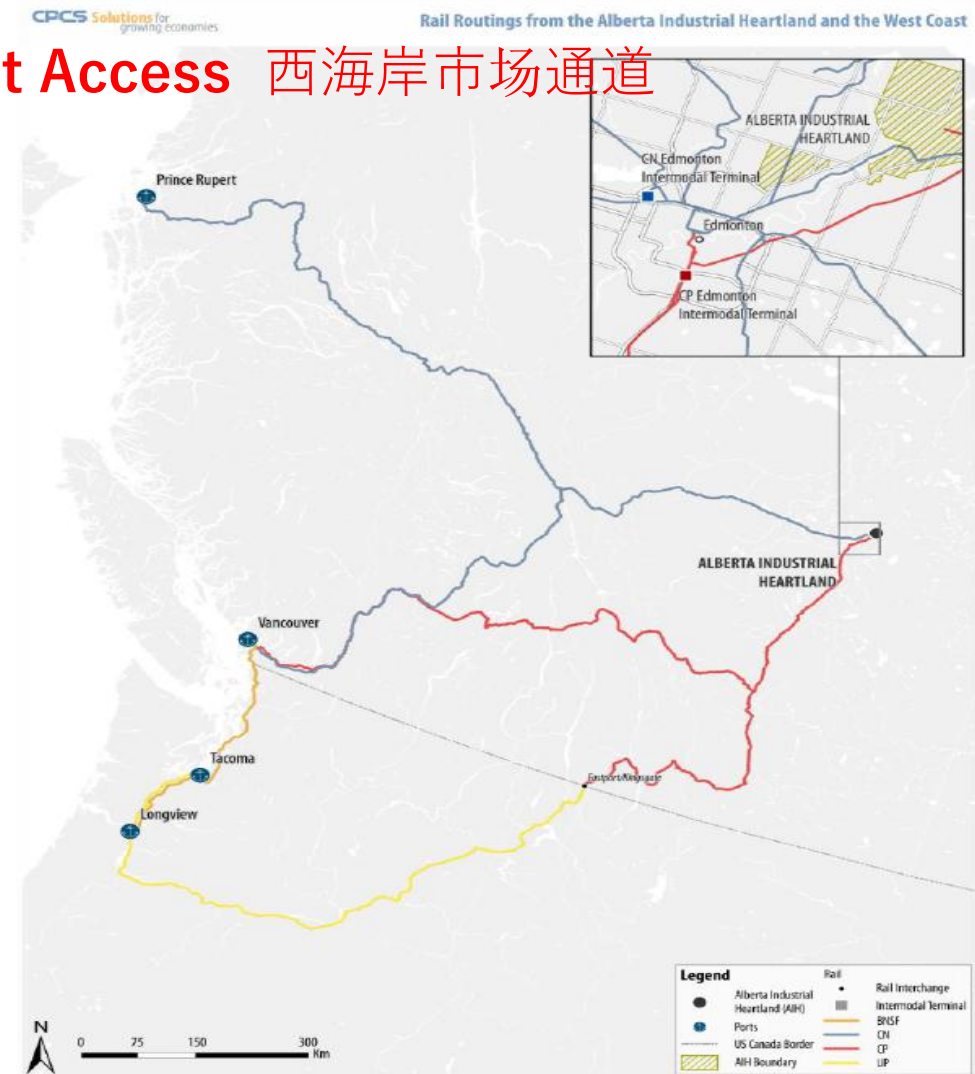 CPCS Solutions for
growing economies
Rail Routings from the Alberta Industrial Heartland and the West Coast
t Access 西海岸市场通道
ALBERTA INDUSTRIAL
HEARTLAND
CN Edmonton
Intermodal Terminal
Edmonton
CP Edmonton
Intermodal Terminal
Prince Rupert
ALBERTA INDUSTRIAL
HEARTLAND
Vancouver
Tacoma
Eastport/Kingsgate
Longview
Legend
Alberta Industrial
Heartland (AIH)
Ports
US Canada Border
AIH Boundary
Rail
Rail Interchange
Intermodal Terminal
BNSF
CN
CP
UP
N
0 75 150 300
Km